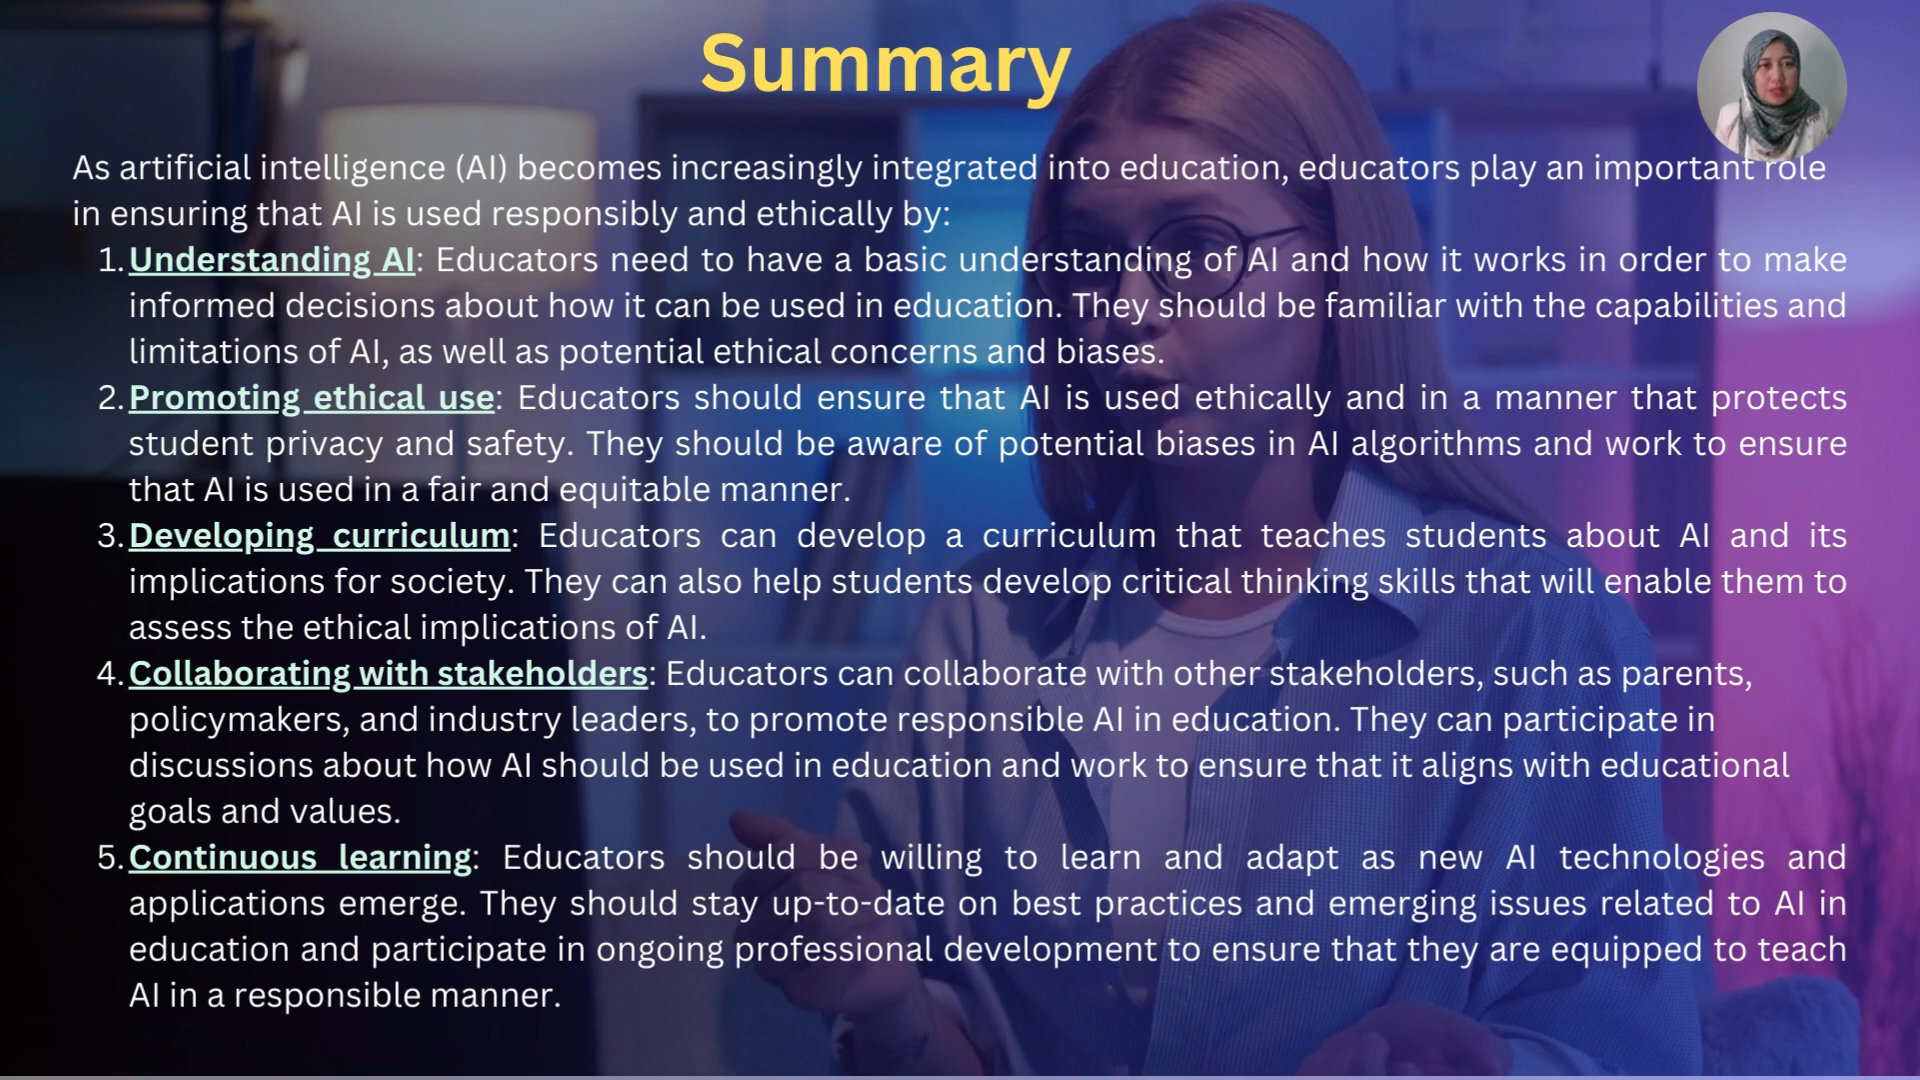 Summary
As artificial intelligence (AI) becomes increasingly integrated into education, educators play an important role
in ensuring that AI is used responsibly and ethically by:
1. Understanding AI: Educators need to have a basic understanding of AI and how it works in order to make
informed decisions about how it can be used in education. They should be familiar with the capabilities and
limitations of AI, as well as potential ethical concerns and biases.
2. Promoting ethical use: Educators should ensure that AI is used ethically and in a manner that protects
student privacy and safety. They should be aware of potential biases in AI algorithms and work to ensure
that AI is used in a fair and equitable manner.
3. Developing curriculum: Educators can develop a curriculum that teaches students about AI and its
implications for society. They can also help students develop critical thinking skills that will enable them to
assess the ethical implications of AI.
4. Collaborating with stakeholders: Educators can collaborate with other stakeholders, such as parents,
policymakers, and industry leaders, to promote responsible AI in education. They can participate in
discussions about how AI should be used in education and work to ensure that it aligns with educational
goals and values.
5. Continuous learning: Educators should be willing to learn and adapt as new AI technologies and
applications emerge. They should stay up-to-date on best practices and emerging issues related to AI in
education and participate in ongoing professional development to ensure that they are equipped to teach
AI in a responsible manner.